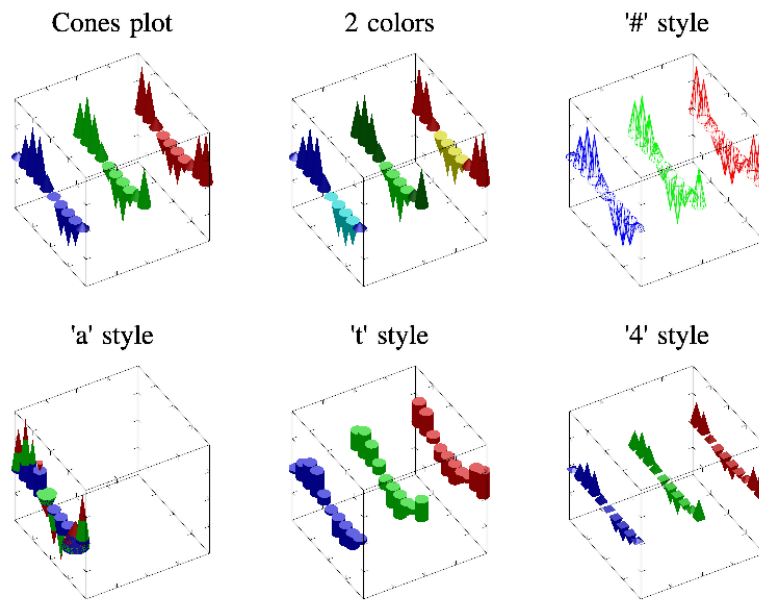 Cones plot
2 colors
'#' style
'a' style
't' style
'4' style